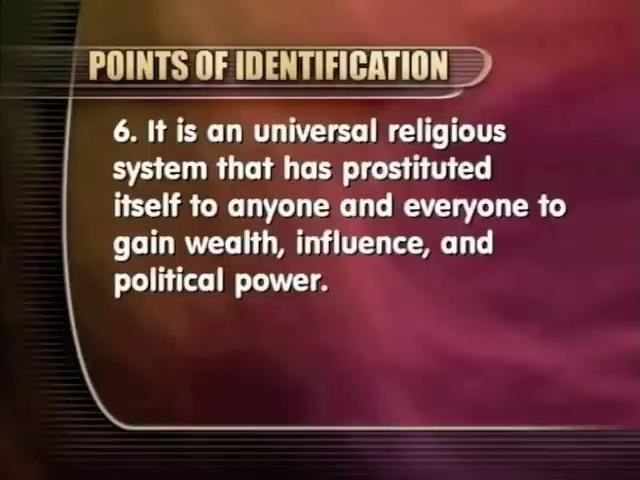 POINTS OF IDENTIFICATION
6. It is an universal religious
system that has prostituted
itself to anyone and everyone to
gain wealth, influence, and
political power.